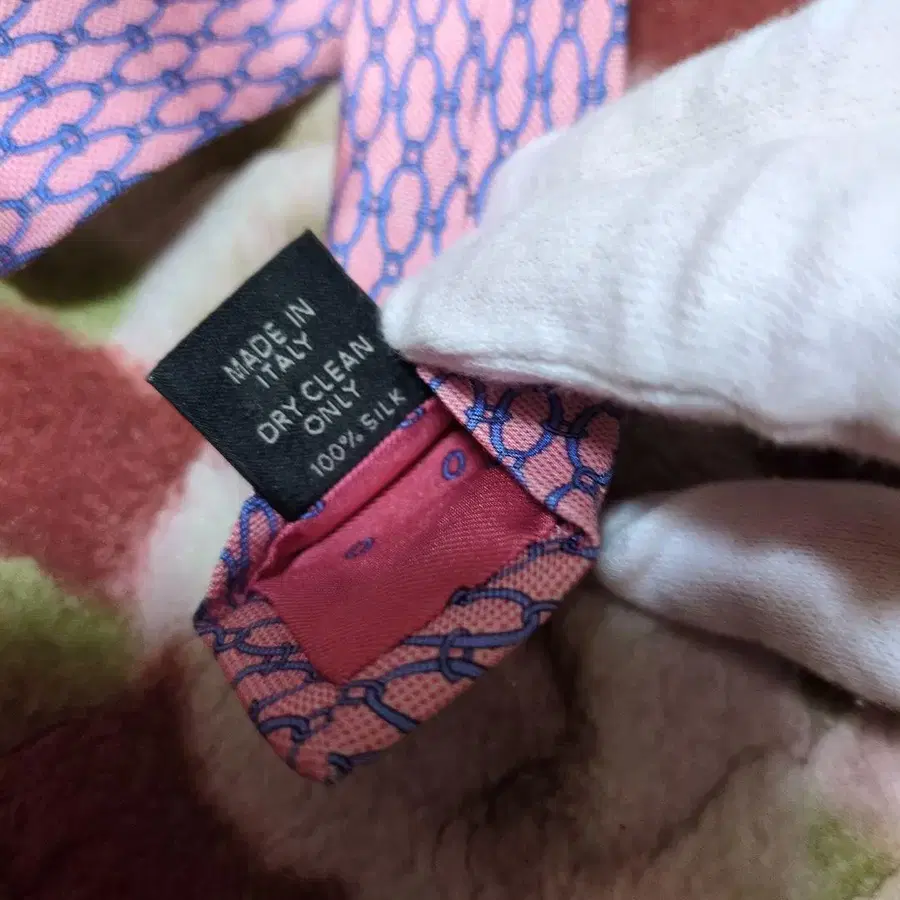 MADE IN
ITALY
DRY CLEAN
ONLY
100% SILK